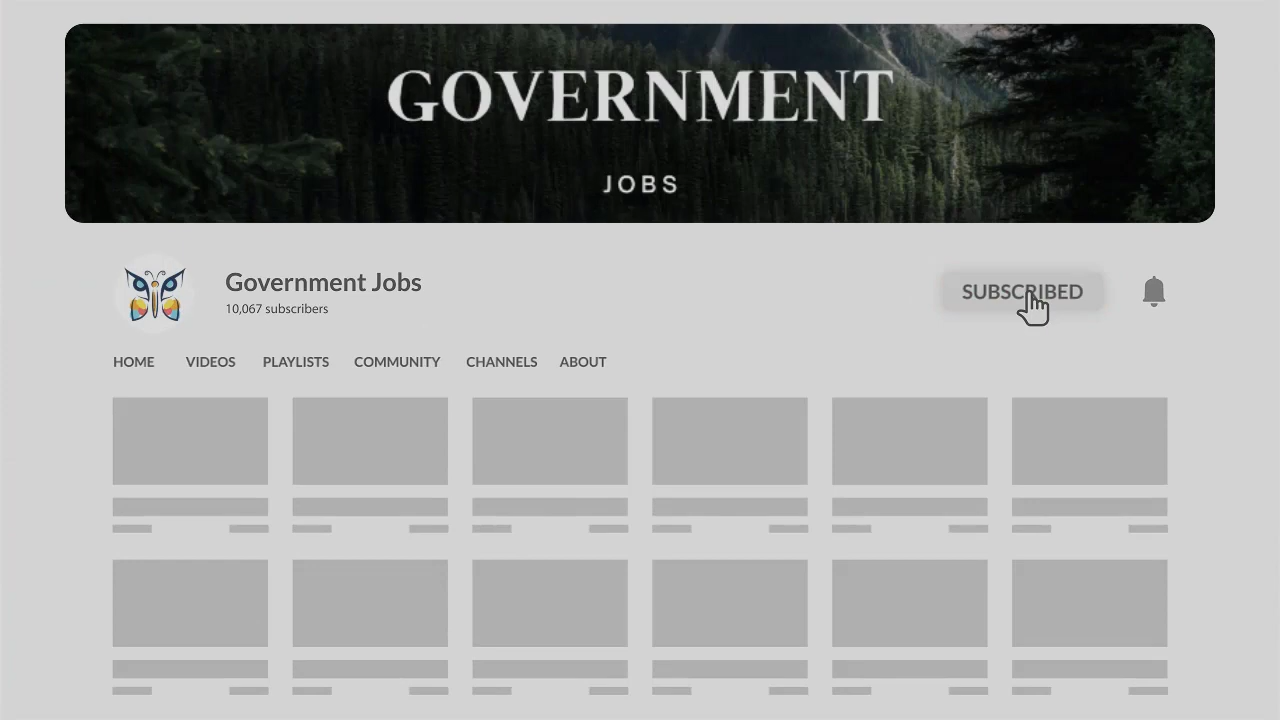 GOVERNMENT
JOBS
Government Jobs
10,067 subscribers
SUBSCRIBED
HOME VIDEOS PLAYLISTS COMMUNITY CHANNELS ABOUT